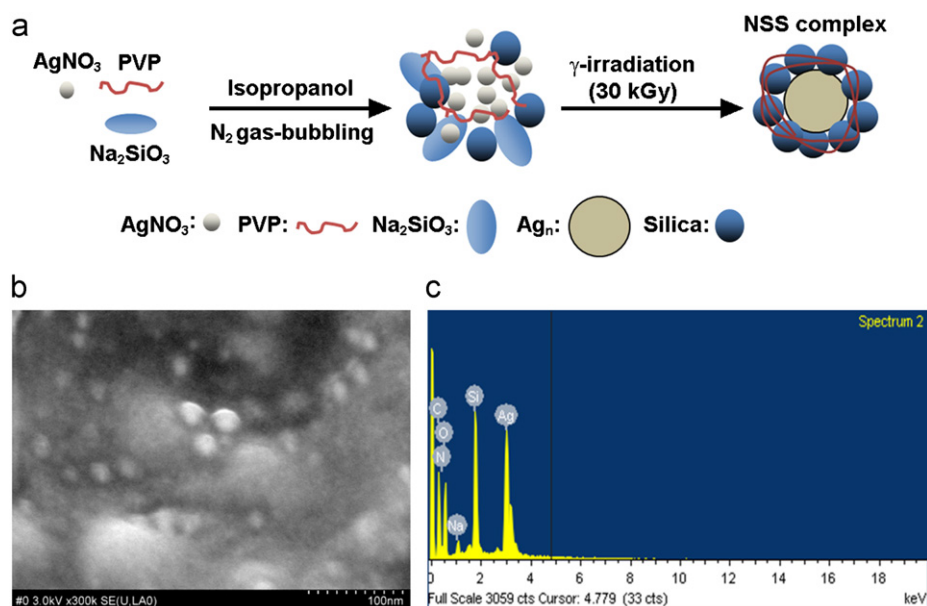 a
AgNO₃ PVP
Na₂SiO₃
Isopropanol
N₂ gas-bubbling
γ-irradiation
(30 kGy)
NSS complex
AgNO₃: PVP: Na₂SiO₃: Agₙ: Silica:
b
#0 3.0kV x300k SE(U,LA0) 100nm
c
Spectrum 2
C
O
N
Na
Si
Ag
0 2 4 6 8 10 12 14 16 18
Full Scale 3059 cts Cursor: 4.779 (33 cts) keV